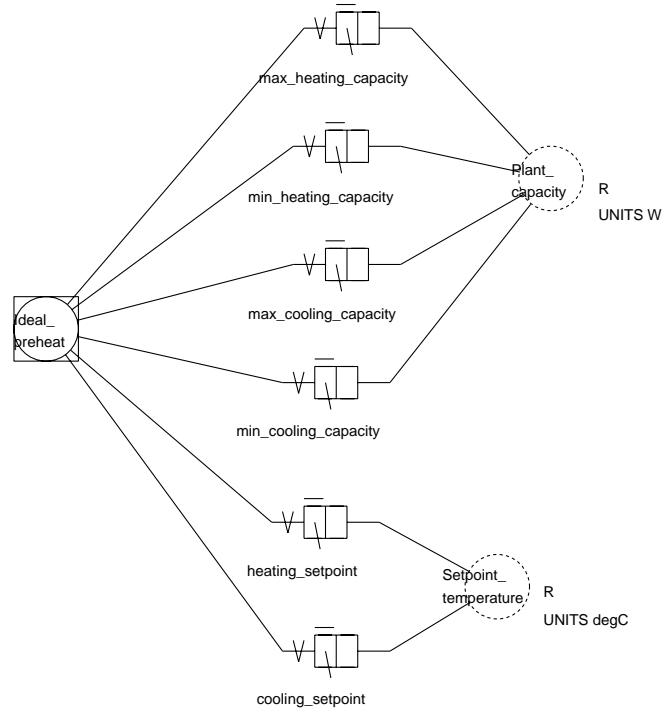 max_heating_capacity
min_heating_capacity
Plant_
capacity
R
UNITS W
max_cooling_capacity
Ideal_
preheat
min_cooling_capacity
heating_setpoint
Setpoint_
temperature
R
UNITS degC
cooling_setpoint